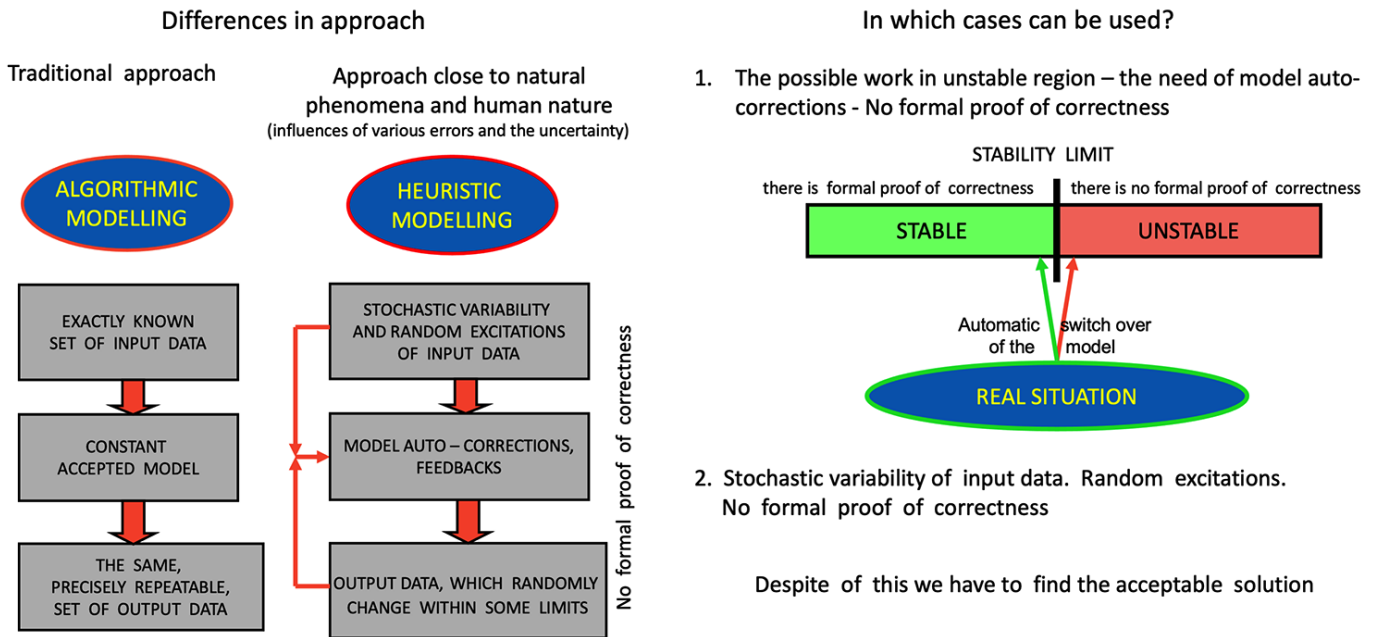 Differences in approach
Traditional approach
ALGORITHMIC
MODELLING
EXACTLY KNOWN
SET OF INPUT DATA
CONSTANT
ACCEPTED MODEL
THE SAME,
PRECISELY REPEATABLE,
SET OF OUTPUT DATA
Approach close to natural
phenomena and human nature
(influences of various errors and the uncertainty)
HEURISTIC
MODELLING
STOCHASTIC VARIABILITY
AND RANDOM EXCITATIONS
OF INPUT DATA
MODEL AUTO – CORRECTIONS,
FEEDBACKS
OUTPUT DATA, WHICH RANDOMLY
CHANGE WITHIN SOME LIMITS
No formal proof of correctness
In which cases can be used?
1. The possible work in unstable region – the need of model auto-
corrections - No formal proof of correctness
STABILITY LIMIT
there is formal proof of correctness
there is no formal proof of correctness
STABLE
UNSTABLE
Automatic switch over
of the model
REAL SITUATION
2. Stochastic variability of input data. Random excitations.
No formal proof of correctness
Despite of this we have to find the acceptable solution